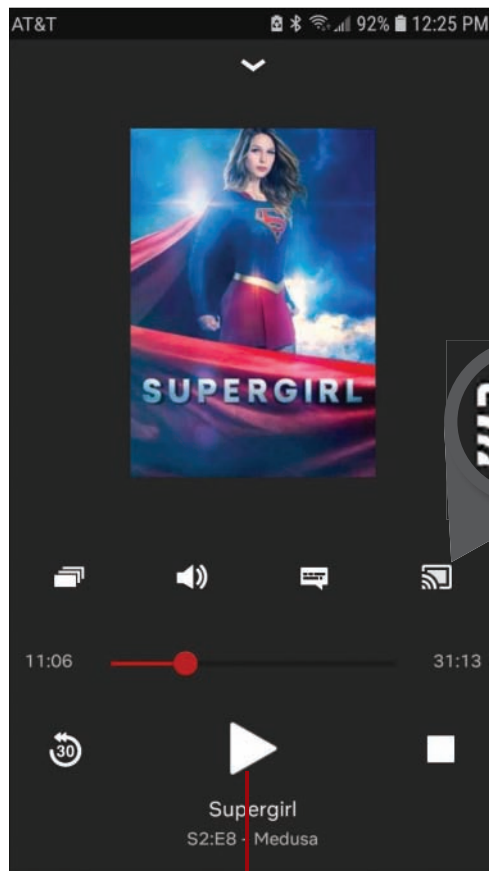 AT&T 92% 12:25 PM
SUPERGIRL
11:06 31:13
30
Supergirl
S2:E8 - Medusa